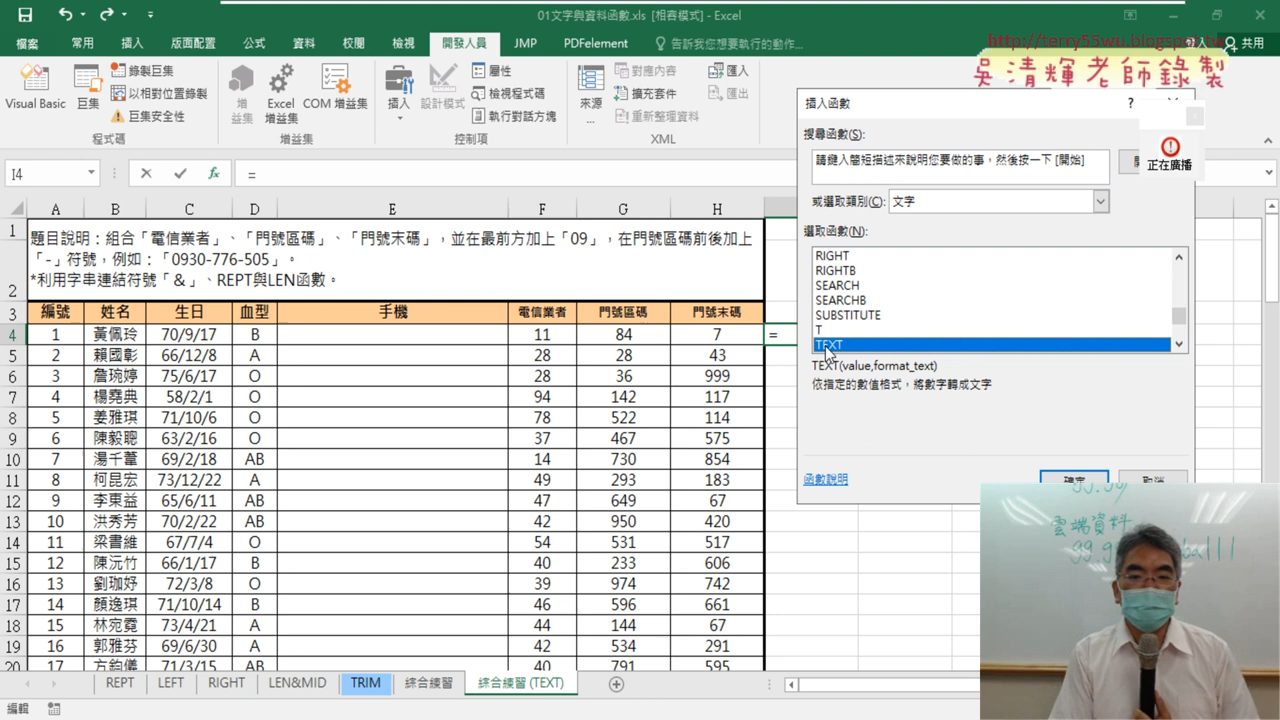 01文字與資料函數.xls [相容模式] - Excel
http://terry55wu.blogspot.tw
吳清輝老師錄製
檔案 常用 插入 版面配置 公式 資料 校閱 檢視 開發人員 JMP PDFelement 告訴我您想要執行的動作... 登入 共用
Visual Basic 巨集 錄製巨集 以相對位置錄製 巨集安全性 程式碼
增益集 Excel 增益集 COM 增益集 增益集
插入 設計模式 屬性 檢視程式碼 執行對話方塊 控制項
來源... 對應內容 擴充套件 重新整理資料 匯入 匯出 XML
I4 fx =
A B C D E F G H
題目說明：組合「電信業者」、「門號區碼」、「門號末碼」，並在最前方加上「09」，在門號區碼前後加上
「-」符號，例如：「0930-776-505」。
*利用字串連結符號「&」、REPT與LEN函數。
編號 姓名 生日 血型 手機 電信業者 門號區碼 門號末碼
4 1 黃佩玲 70/9/17 B 11 84 7 =
5 2 賴國彰 66/12/8 A 28 28 43
6 3 詹琬婷 75/6/17 O 28 36 999
7 4 楊堯典 58/2/1 O 94 142 117
8 5 姜雅琪 71/10/6 O 78 522 114
9 6 陳毅聰 63/2/16 O 37 467 575
10 7 湯千菫 69/2/18 AB 14 730 854
11 8 柯昆宏 73/12/22 A 49 293 183
12 9 李東益 65/6/11 AB 47 649 67
13 10 洪秀芳 70/2/22 AB 42 950 420
14 11 梁書維 67/7/4 O 54 531 517
15 12 陳沅竹 66/1/17 B 40 233 606
16 13 劉珈妤 72/3/8 O 39 974 742
17 14 顏逸琪 71/10/14 B 46 596 661
18 15 林宛霓 73/4/21 A 44 144 67
19 16 郭雅芬 69/6/30 A 42 534 291
20 17 方鈞儀 71/3/15 AB 40 791 595
REPT LEFT RIGHT LEN&MID TRIM 綜合練習 綜合練習 (TEXT)
編輯
插入函數 ?
搜尋函數(S):
請鍵入簡短描述來說明您要做的事，然後按一下 [開始]
正在廣播
或選取類別(C): 文字
選取函數(N):
RIGHT
RIGHTB
SEARCH
SEARCHB
SUBSTITUTE
T
TEXT
TEXT(value,format_text)
依指定的數值格式，將數字轉成文字
函數說明 確定 取消
雲端資料